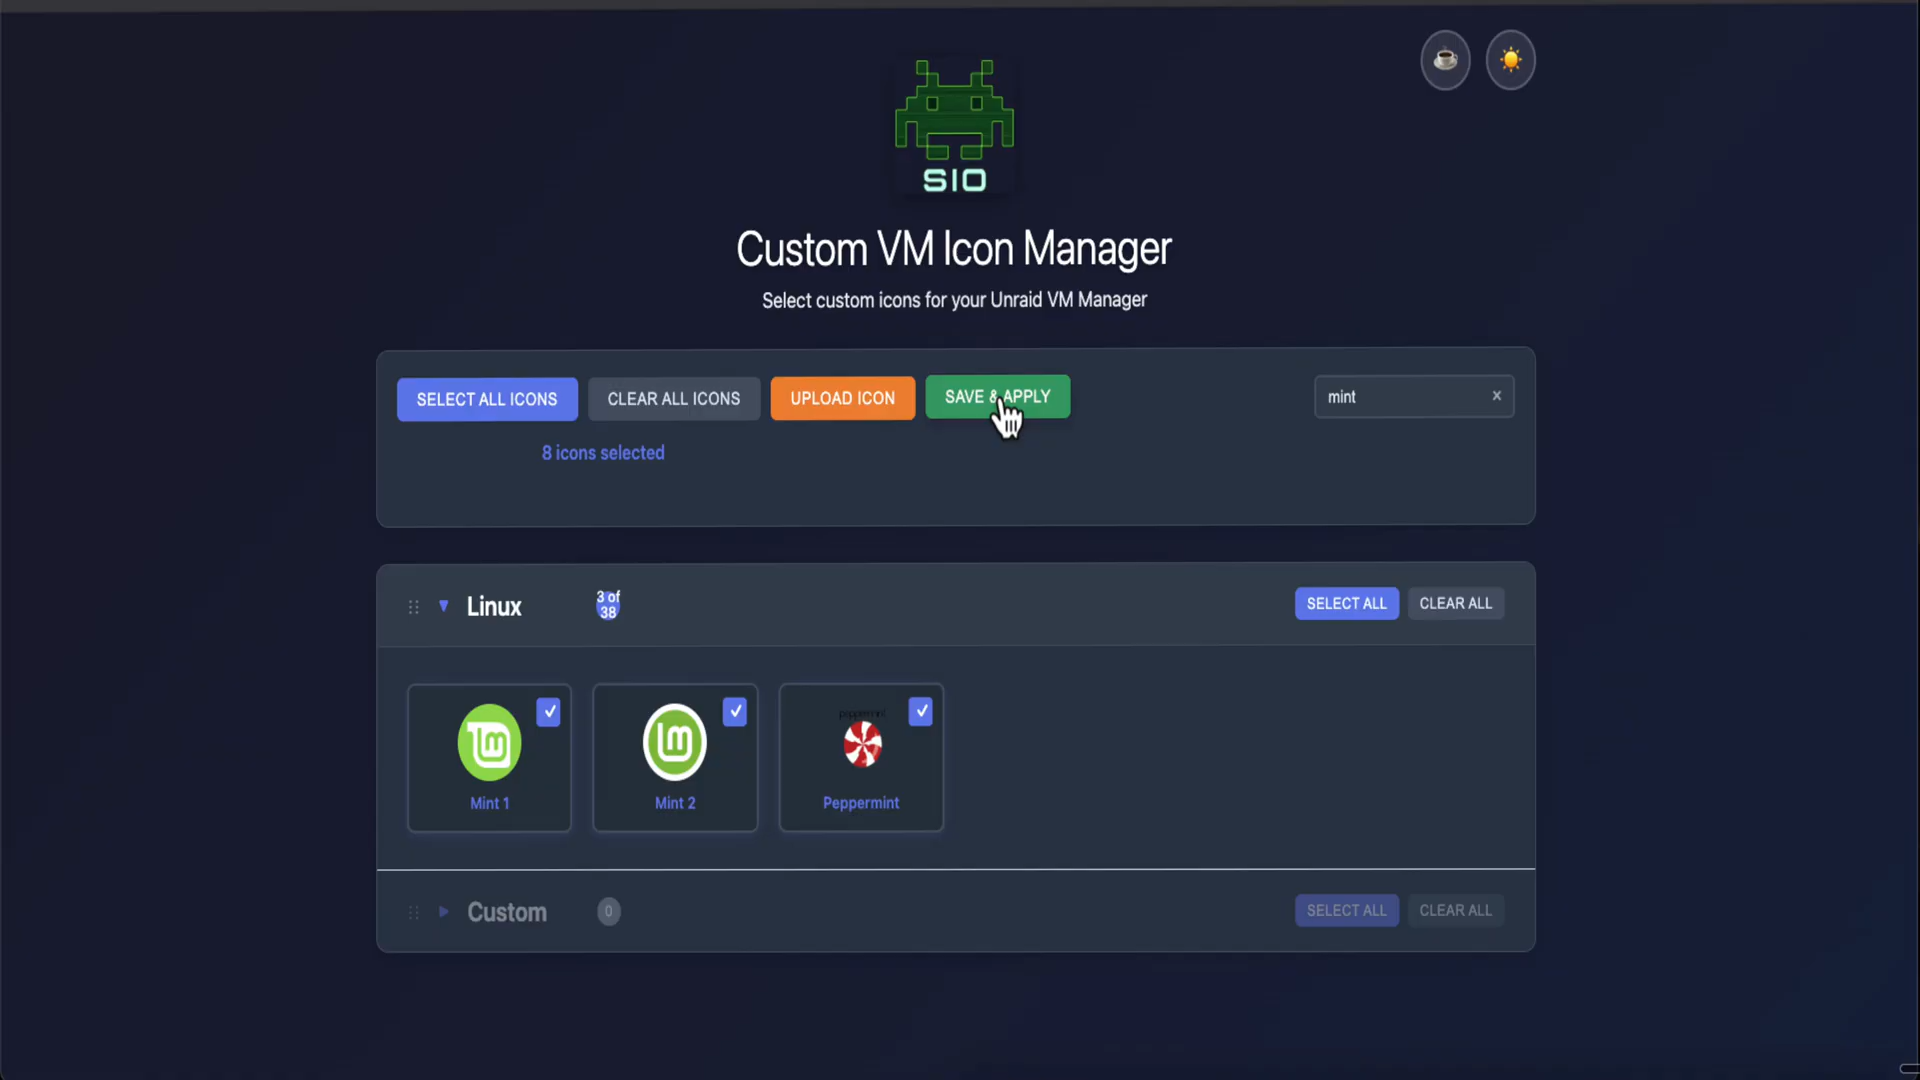 SIO
Custom VM Icon Manager
Select custom icons for your Unraid VM Manager
SELECT ALL ICONS
CLEAR ALL ICONS
UPLOAD ICON
SAVE & APPLY
mint
×
8 icons selected
Linux
3 of
38
SELECT ALL
CLEAR ALL
peppermint
Mint 1
Mint 2
Peppermint
Custom
0
SELECT ALL
CLEAR ALL